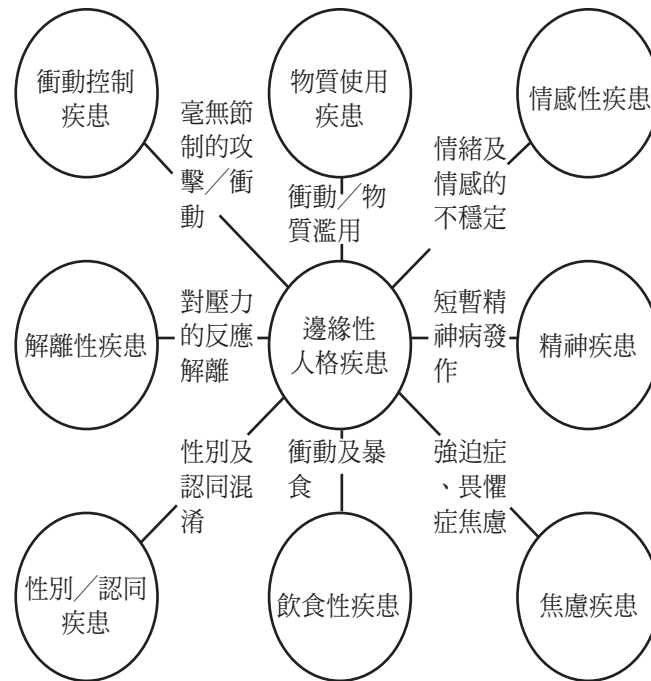 衝動控制
疾患
毫無節
制的攻
擊／衝
動
物質使用
疾患
衝動／物
質濫用
情感性疾患
情緒及
情感的
不穩定
解離性疾患
對壓力
的反應
解離
邊緣性
人格疾患
短暫精
神病發
作
精神疾患
性別及
認同混
淆
性別／認同
疾患
衝動及暴
食
飲食性疾患
強迫症
、畏懼
症焦慮
焦慮疾患